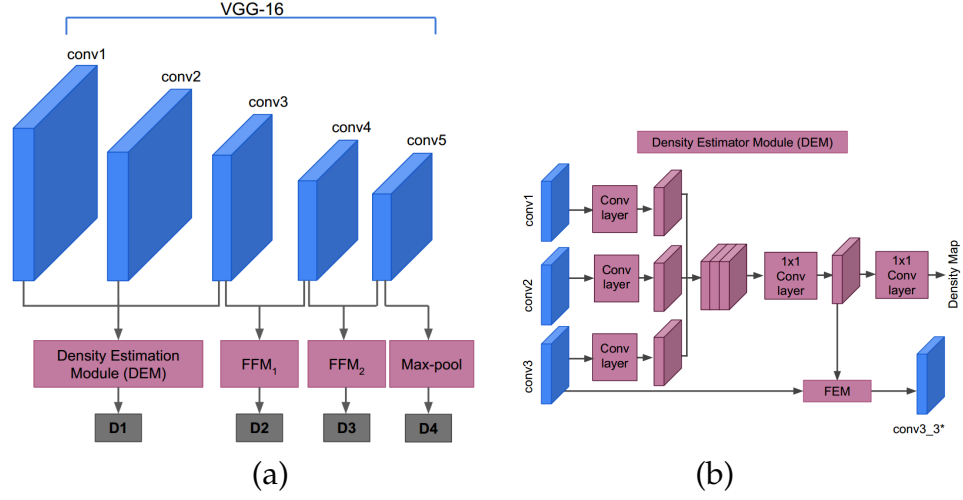 VGG-16
conv1
conv2
conv3
conv4
conv5
Density Estimation
Module (DEM)
FFM1
FFM2
Max-pool
D1
D2
D3
D4
(a)
Density Estimator Module (DEM)
conv1
Conv
layer
conv2
Conv
layer
1x1
Conv
layer
1x1
Conv
layer
Density Map
conv3
Conv
layer
FEM
conv3_3*
(b)